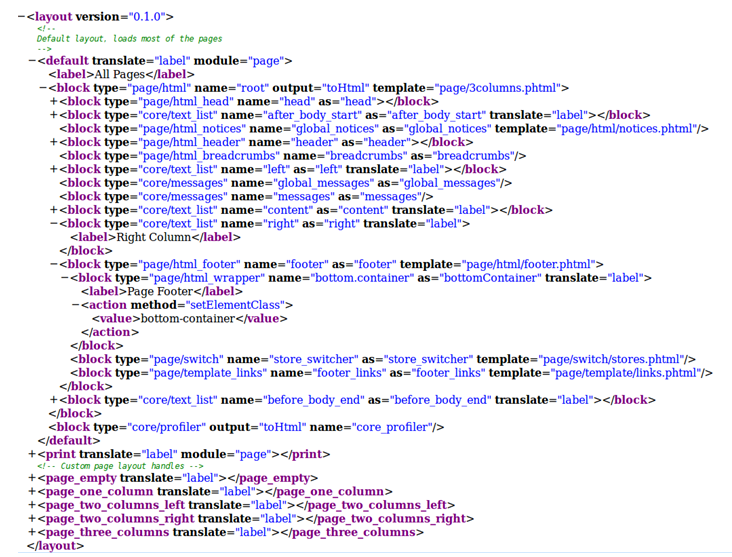 −<layout version="0.1.0">
<!--
Default layout, loads most of the pages
-->
−<default translate="label" module="page">
<label>All Pages</label>
−<block type="page/html" name="root" output="toHtml" template="page/3columns.phtml">
+<block type="page/html_head" name="head" as="head"></block>
+<block type="core/text_list" name="after_body_start" as="after_body_start" translate="label"></block>
<block type="page/html_notices" name="global_notices" as="global_notices" template="page/html/notices.phtml"/>
+<block type="page/html_header" name="header" as="header"></block>
<block type="page/html_breadcrumbs" name="breadcrumbs" as="breadcrumbs"/>
+<block type="core/text_list" name="left" as="left" translate="label"></block>
<block type="core/messages" name="global_messages" as="global_messages"/>
<block type="core/messages" name="messages" as="messages"/>
+<block type="core/text_list" name="content" as="content" translate="label"></block>
−<block type="core/text_list" name="right" as="right" translate="label">
<label>Right Column</label>
</block>
−<block type="page/html_footer" name="footer" as="footer" template="page/html/footer.phtml">
−<block type="page/html_wrapper" name="bottom.container" as="bottomContainer" translate="label">
<label>Page Footer</label>
−<action method="setElementClass">
<value>bottom-container</value>
</action>
</block>
<block type="page/switch" name="store_switcher" as="store_switcher" template="page/switch/stores.phtml"/>
<block type="page/template_links" name="footer_links" as="footer_links" template="page/template/links.phtml"/>
</block>
+<block type="core/text_list" name="before_body_end" as="before_body_end" translate="label"></block>
</block>
<block type="core/profiler" output="toHtml" name="core_profiler"/>
</default>
+<print translate="label" module="page"></print>
<!-- Custom page layout handles -->
+<page_empty translate="label"></page_empty>
+<page_one_column translate="label"></page_one_column>
+<page_two_columns_left translate="label"></page_two_columns_left>
+<page_two_columns_right translate="label"></page_two_columns_right>
+<page_three_columns translate="label"></page_three_columns>
</layout>